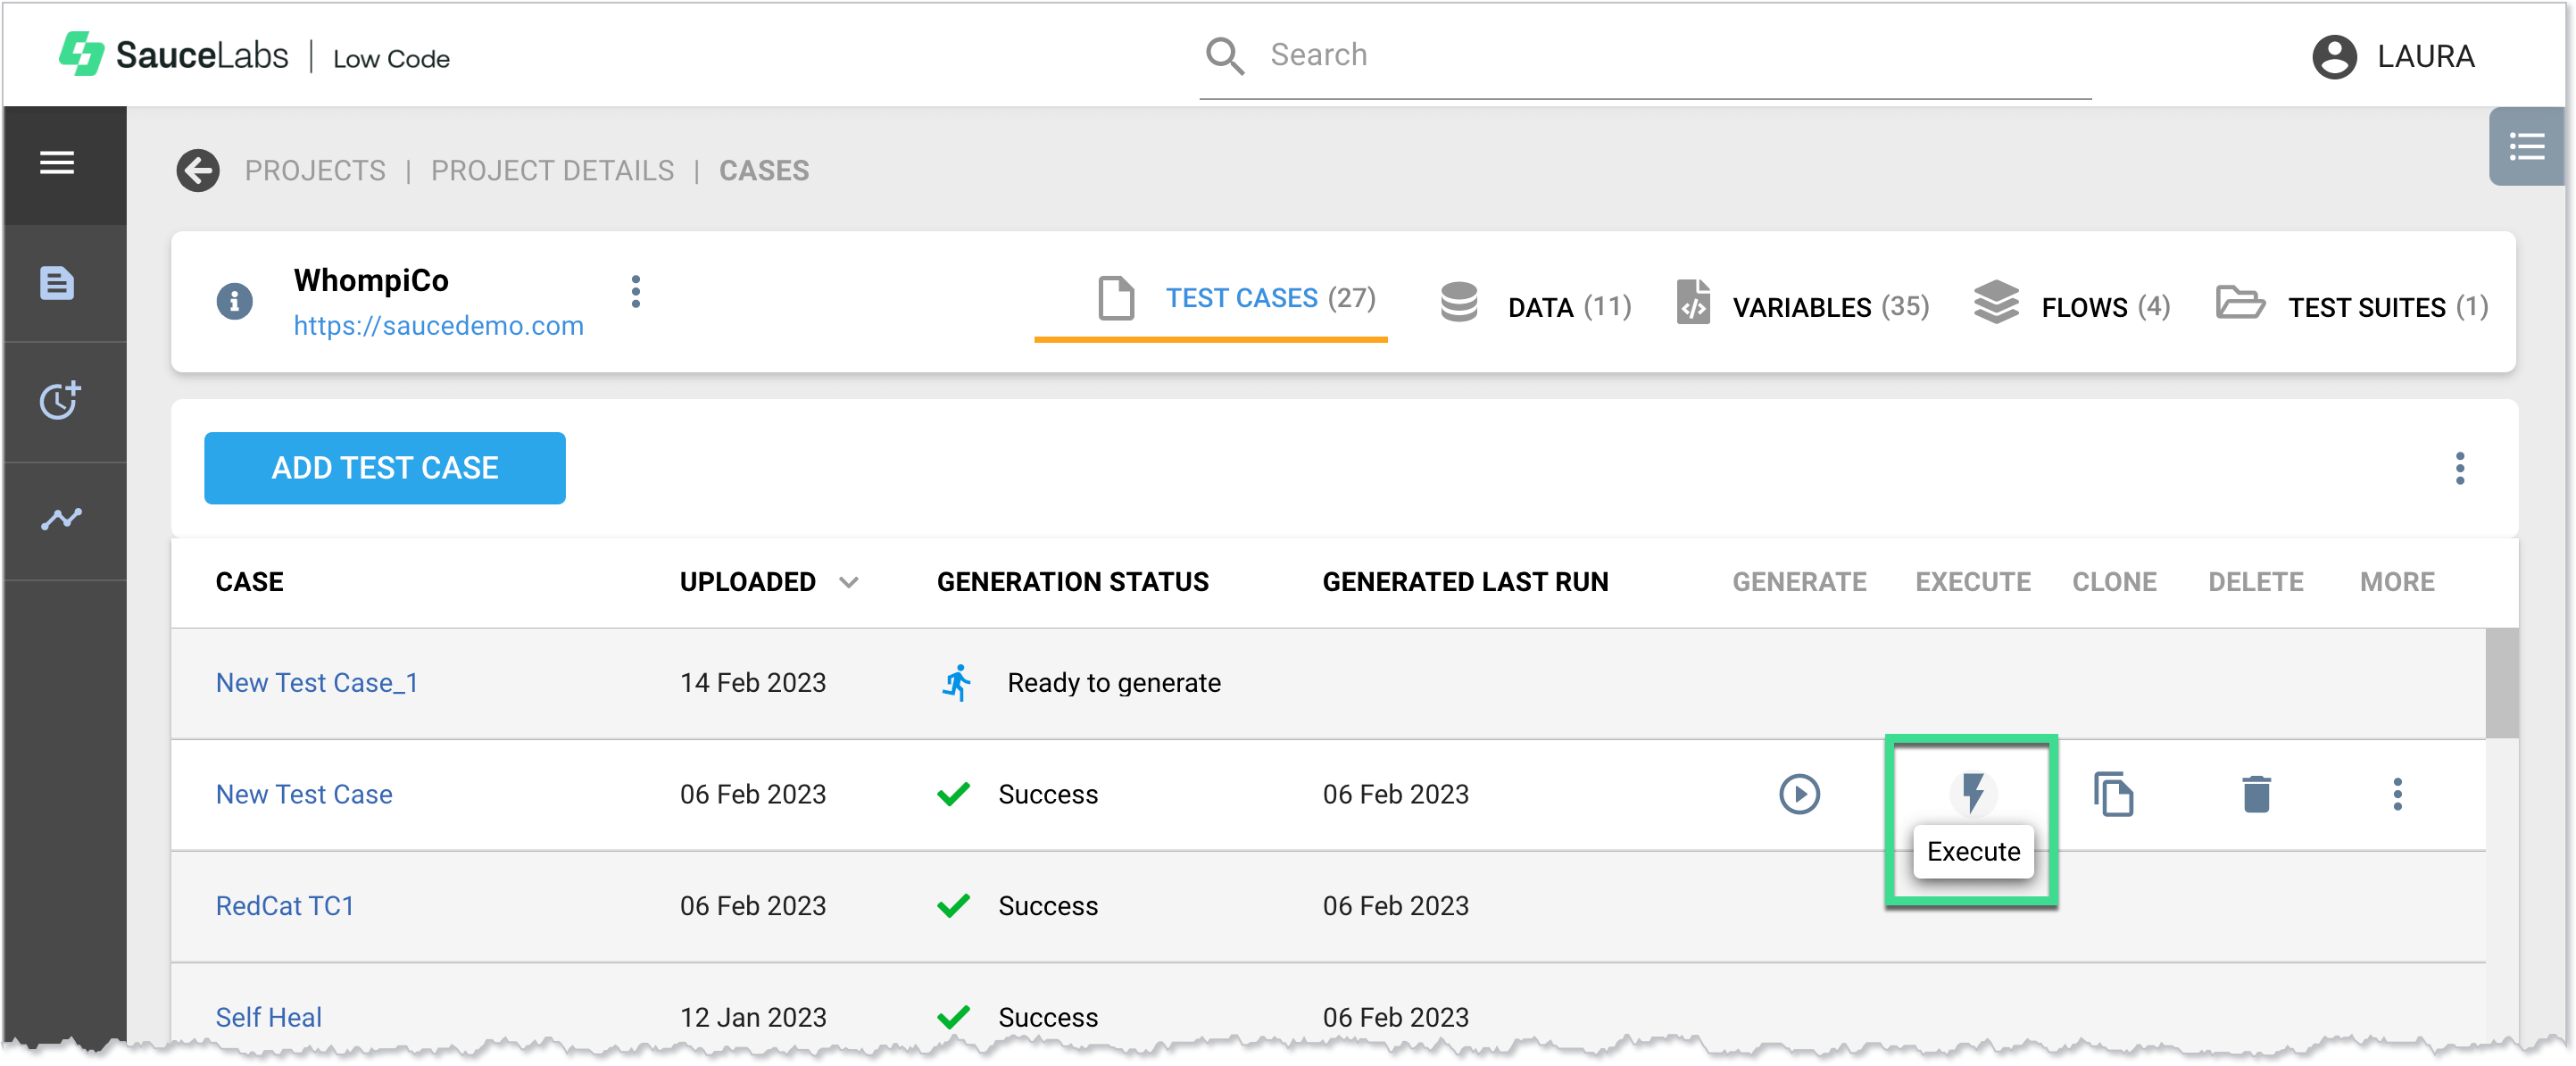 SauceLabs | Low Code
Search
LAURA
PROJECTS | PROJECT DETAILS | CASES
WhompiCo
https://saucedemo.com
TEST CASES (27)
DATA (11)
VARIABLES (35)
FLOWS (4)
TEST SUITES (1)
ADD TEST CASE
CASE UPLOADED GENERATION STATUS GENERATED LAST RUN GENERATE EXECUTE CLONE DELETE MORE
New Test Case_1 14 Feb 2023 Ready to generate
New Test Case 06 Feb 2023 Success 06 Feb 2023
Execute
RedCat TC1 06 Feb 2023 Success 06 Feb 2023
Self Heal 12 Jan 2023 Success 06 Feb 2023